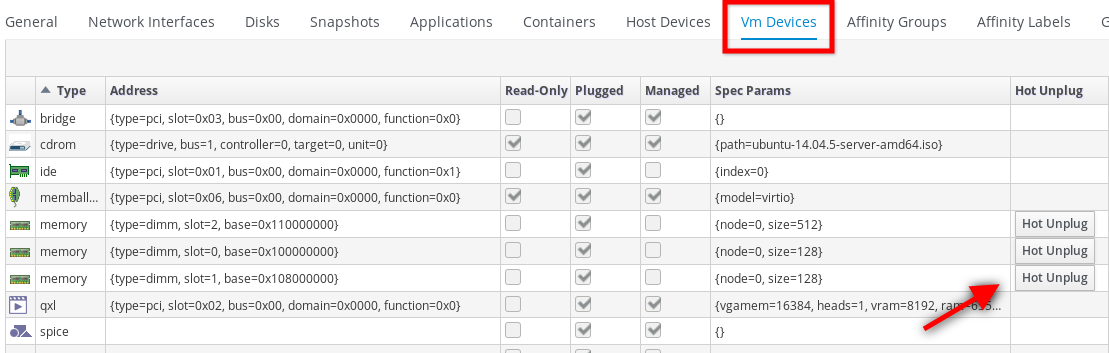 General Network Interfaces Disks Snapshots Applications Containers Host Devices Vm Devices Affinity Groups Affinity Labels
Type Address Read-Only Plugged Managed Spec Params Hot Unplug
bridge {type=pci, slot=0x03, bus=0x00, domain=0x0000, function=0x0} {}
cdrom {type=drive, bus=1, controller=0, target=0, unit=0} {path=ubuntu-14.04.5-server-amd64.iso}
ide {type=pci, slot=0x01, bus=0x00, domain=0x0000, function=0x1} {index=0}
memball... {type=pci, slot=0x06, bus=0x00, domain=0x0000, function=0x0} {model=virtio}
memory {type=dimm, slot=2, base=0x110000000} {node=0, size=512} Hot Unplug
memory {type=dimm, slot=0, base=0x100000000} {node=0, size=128} Hot Unplug
memory {type=dimm, slot=1, base=0x108000000} {node=0, size=128} Hot Unplug
qxl {type=pci, slot=0x02, bus=0x00, domain=0x0000, function=0x0} {vgamem=16384, heads=1, vram=8192,
spice {}